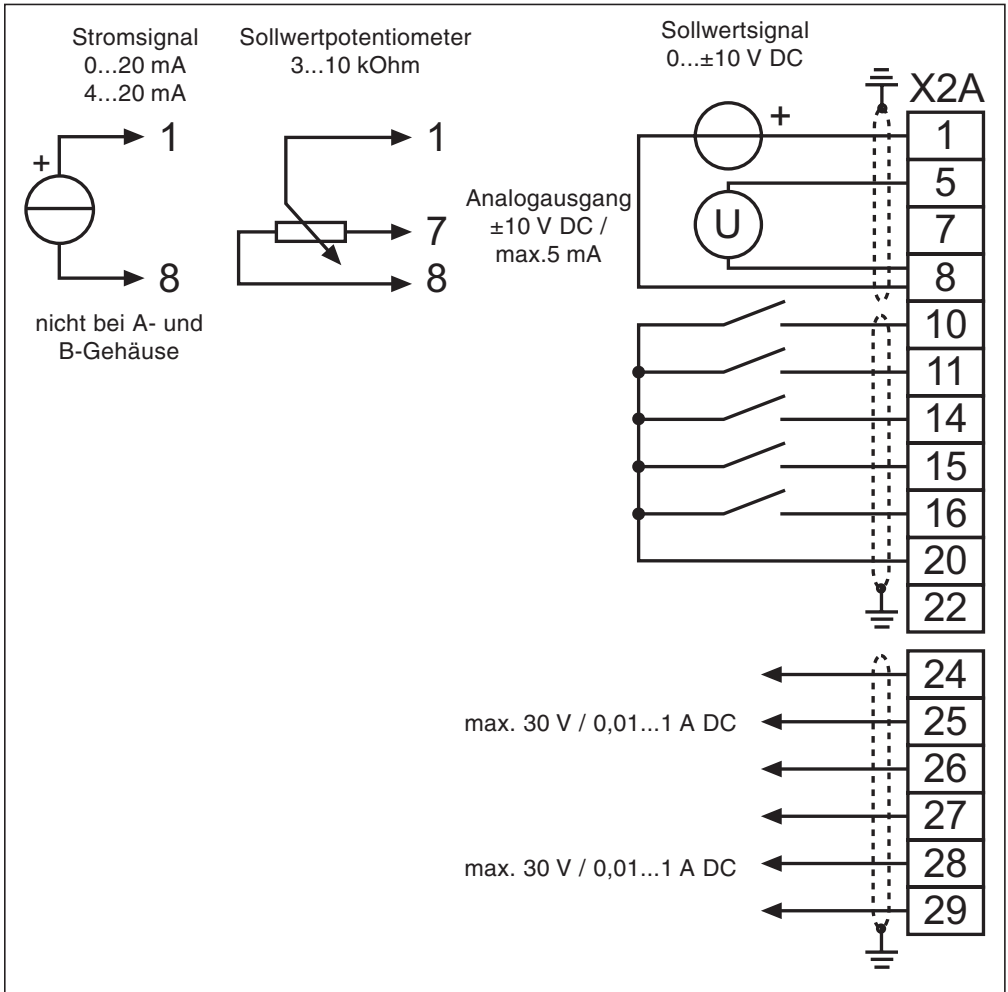 Stromsignal
0...20 mA
4...20 mA
+
1
8
nicht bei A- und
B-Gehäuse
Sollwertpotentiometer
3...10 kOhm
1
7
8
Sollwertsignal
0...±10 V DC
+
Analogausgang
±10 V DC /
max.5 mA
U
X2A
1
5
7
8
10
11
14
15
16
20
22
24
max. 30 V / 0,01...1 A DC
25
26
27
max. 30 V / 0,01...1 A DC
28
29